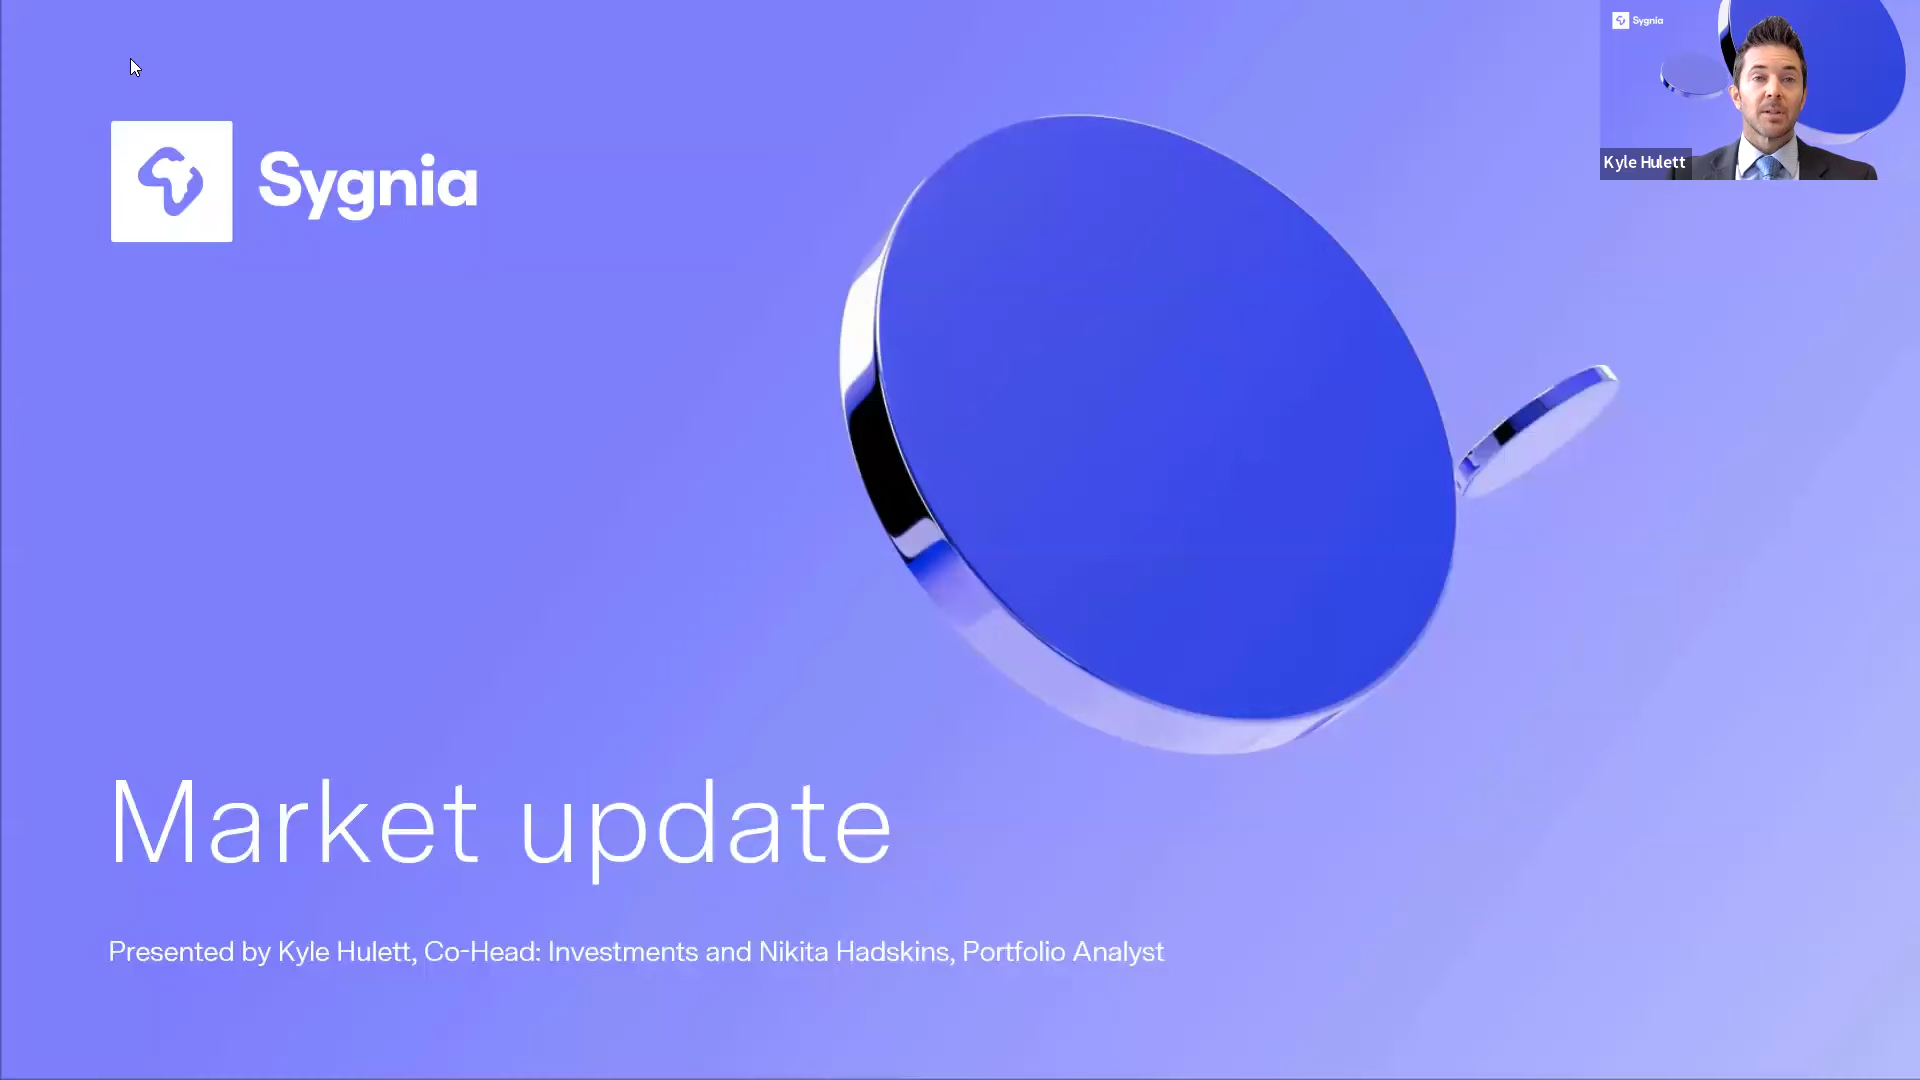 Sygnia
Sygnia
Kyle Hulett
Market update
Presented by Kyle Hulett, Co-Head: Investments and Nikita Hadskins, Portfolio Analyst